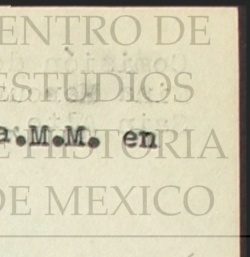 ENTRO DE
ESTUDIOS
a.M.M. en
E HISTORIA
DE MEXICO